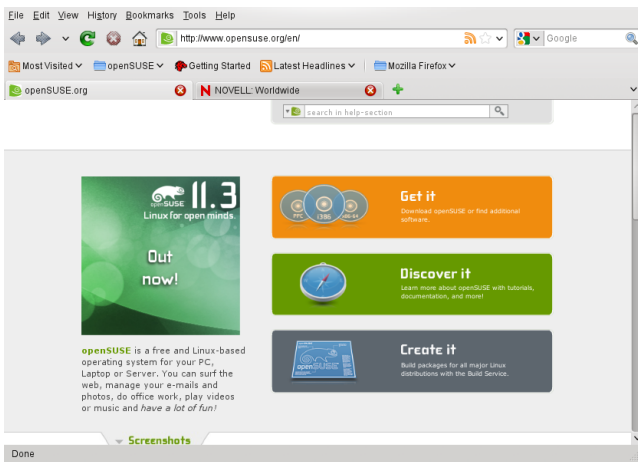 File Edit View History Bookmarks Tools Help
http://www.opensuse.org/en/
Google
Most Visited openSUSE Getting Started Latest Headlines Mozilla Firefox
openSUSE.org NOVELL: Worldwide
search in help-section
openSUSE 11.3
Linux for open minds.
Out
now!
Get it
Download openSUSE or find additional
software.
PPC i386 x86-64
Discover it
Learn more about openSUSE with tutorials,
documentation, and more!
Create it
Build packages for all major Linux
distributions with the Build Service.
openSUSE is a free and Linux-based
operating system for your PC,
Laptop or Server. You can surf the
web, manage your e-mails and
photos, do office work, play videos
or music and have a lot of fun!
Screenshots
Done